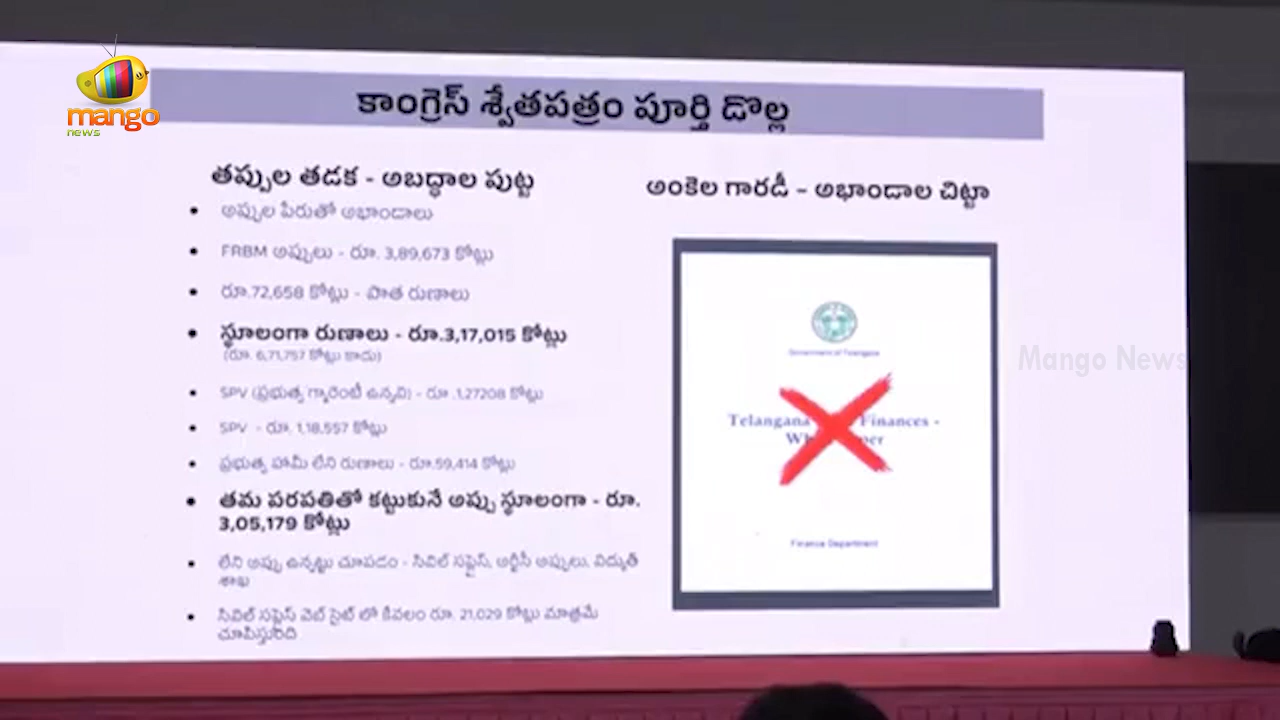 mango
news
కాంగ్రెస్ శ్వేతపత్రం పూర్తి డొల్ల
తప్పుల తడక - అబద్ధాల పుట్ట
• అప్పుల పేరుతో అభాండాలు
• FRBM అప్పులు - రూ. 3,89,673 కోట్లు
• రూ.72,658 కోట్లు - పాత రుణాలు
• స్థూలంగా రుణాలు - రూ.3,17,015 కోట్లు
(రూ. 6,71,757 కోట్లు కాదు)
• SPV (ప్రభుత్వ గ్యారెంటీ ఉన్నవి) - రూ .1,27208 కోట్లు
• SPV - రూ. 1,18,557 కోట్లు
• ప్రభుత్వ హామీ లేని రుణాలు - రూ.59,414 కోట్లు
• తమ పరపతితో కట్టుకునే అప్పు స్థూలంగా - రూ.
3,05,179 కోట్లు
• లేని అప్పు ఉన్నట్టు చూపడం - సివిల్ సప్లైస్, ఆర్టీసీ అప్పులు, విద్యుత్
శాఖ
• సివిల్ సప్లైస్ వెబ్ సైట్ లో కేవలం రూ. 21,029 కోట్లు మాత్రమే
చూపిస్తుంది
అంకెల గారడీ – అభాండాల చిట్టా
Government of Telangana
Telangana Finances -
Finance Department
Mango News